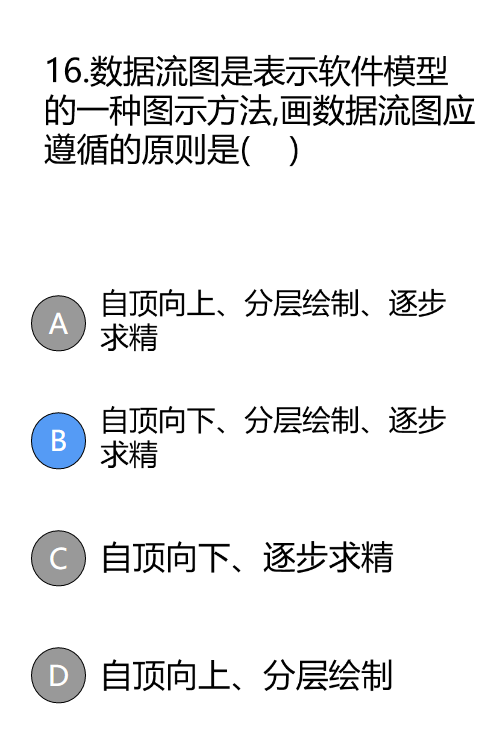 16.数据流图是表示软件模型
的一种图示方法,画数据流图应
遵循的原则是( )
A
自顶向上、分层绘制、逐步
求精
B
自顶向下、分层绘制、逐步
求精
C
自顶向下、逐步求精
D
自顶向上、分层绘制